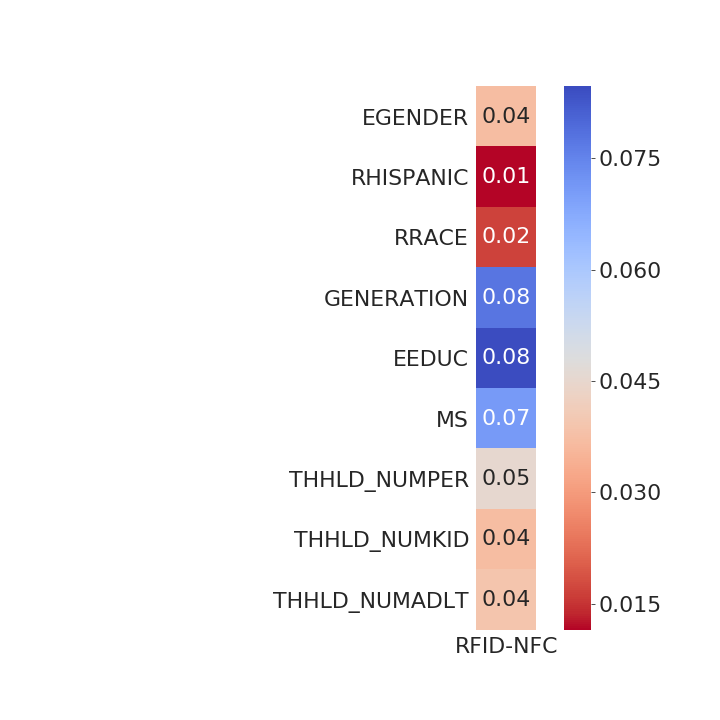 EGENDER 0.04
RHISPANIC 0.01
RRACE 0.02
GENERATION 0.08
EEDUC 0.08
MS 0.07
THHLD_NUMPER 0.05
THHLD_NUMKID 0.04
THHLD_NUMADLT 0.04
RFID-NFC
0.075
0.060
0.045
0.030
0.015